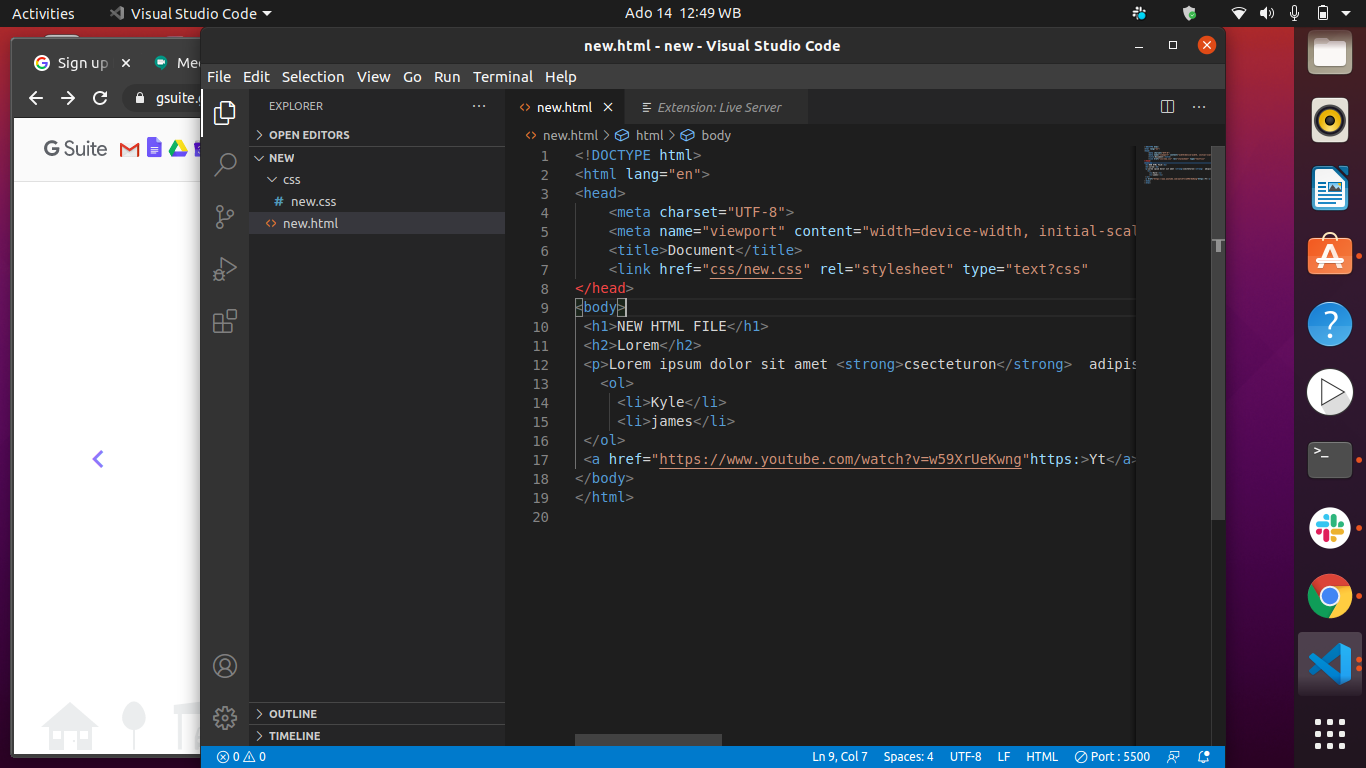 Activities Visual Studio Code Ado 14 12:49 WB
new.html - new - Visual Studio Code
Sign up
gsuite.g
G Suite
File Edit Selection View Go Run Terminal Help
EXPLORER
OPEN EDITORS
NEW
css
# new.css
new.html
OUTLINE
TIMELINE
new.html Extension: Live Server
new.html > html > body
1 <!DOCTYPE html>
2 <html lang="en">
3 <head>
4 <meta charset="UTF-8">
5 <meta name="viewport" content="width=device-width, initial-scal
6 <title>Document</title>
7 <link href="css/new.css" rel="stylesheet" type="text?css"
8 </head>
9 <body>
10 <h1>NEW HTML FILE</h1>
11 <h2>Lorem</h2>
12 <p>Lorem ipsum dolor sit amet <strong>csecteturon</strong>  adipis
13 <ol>
14 <li>Kyle</li>
15 <li>james</li>
16 </ol>
17 <a href="https://www.youtube.com/watch?v=w59XrUeKwng"https:>Yt</a>
18 </body>
19 </html>
20
0 0 Ln 9, Col 7 Spaces: 4 UTF-8 LF HTML Port : 5500